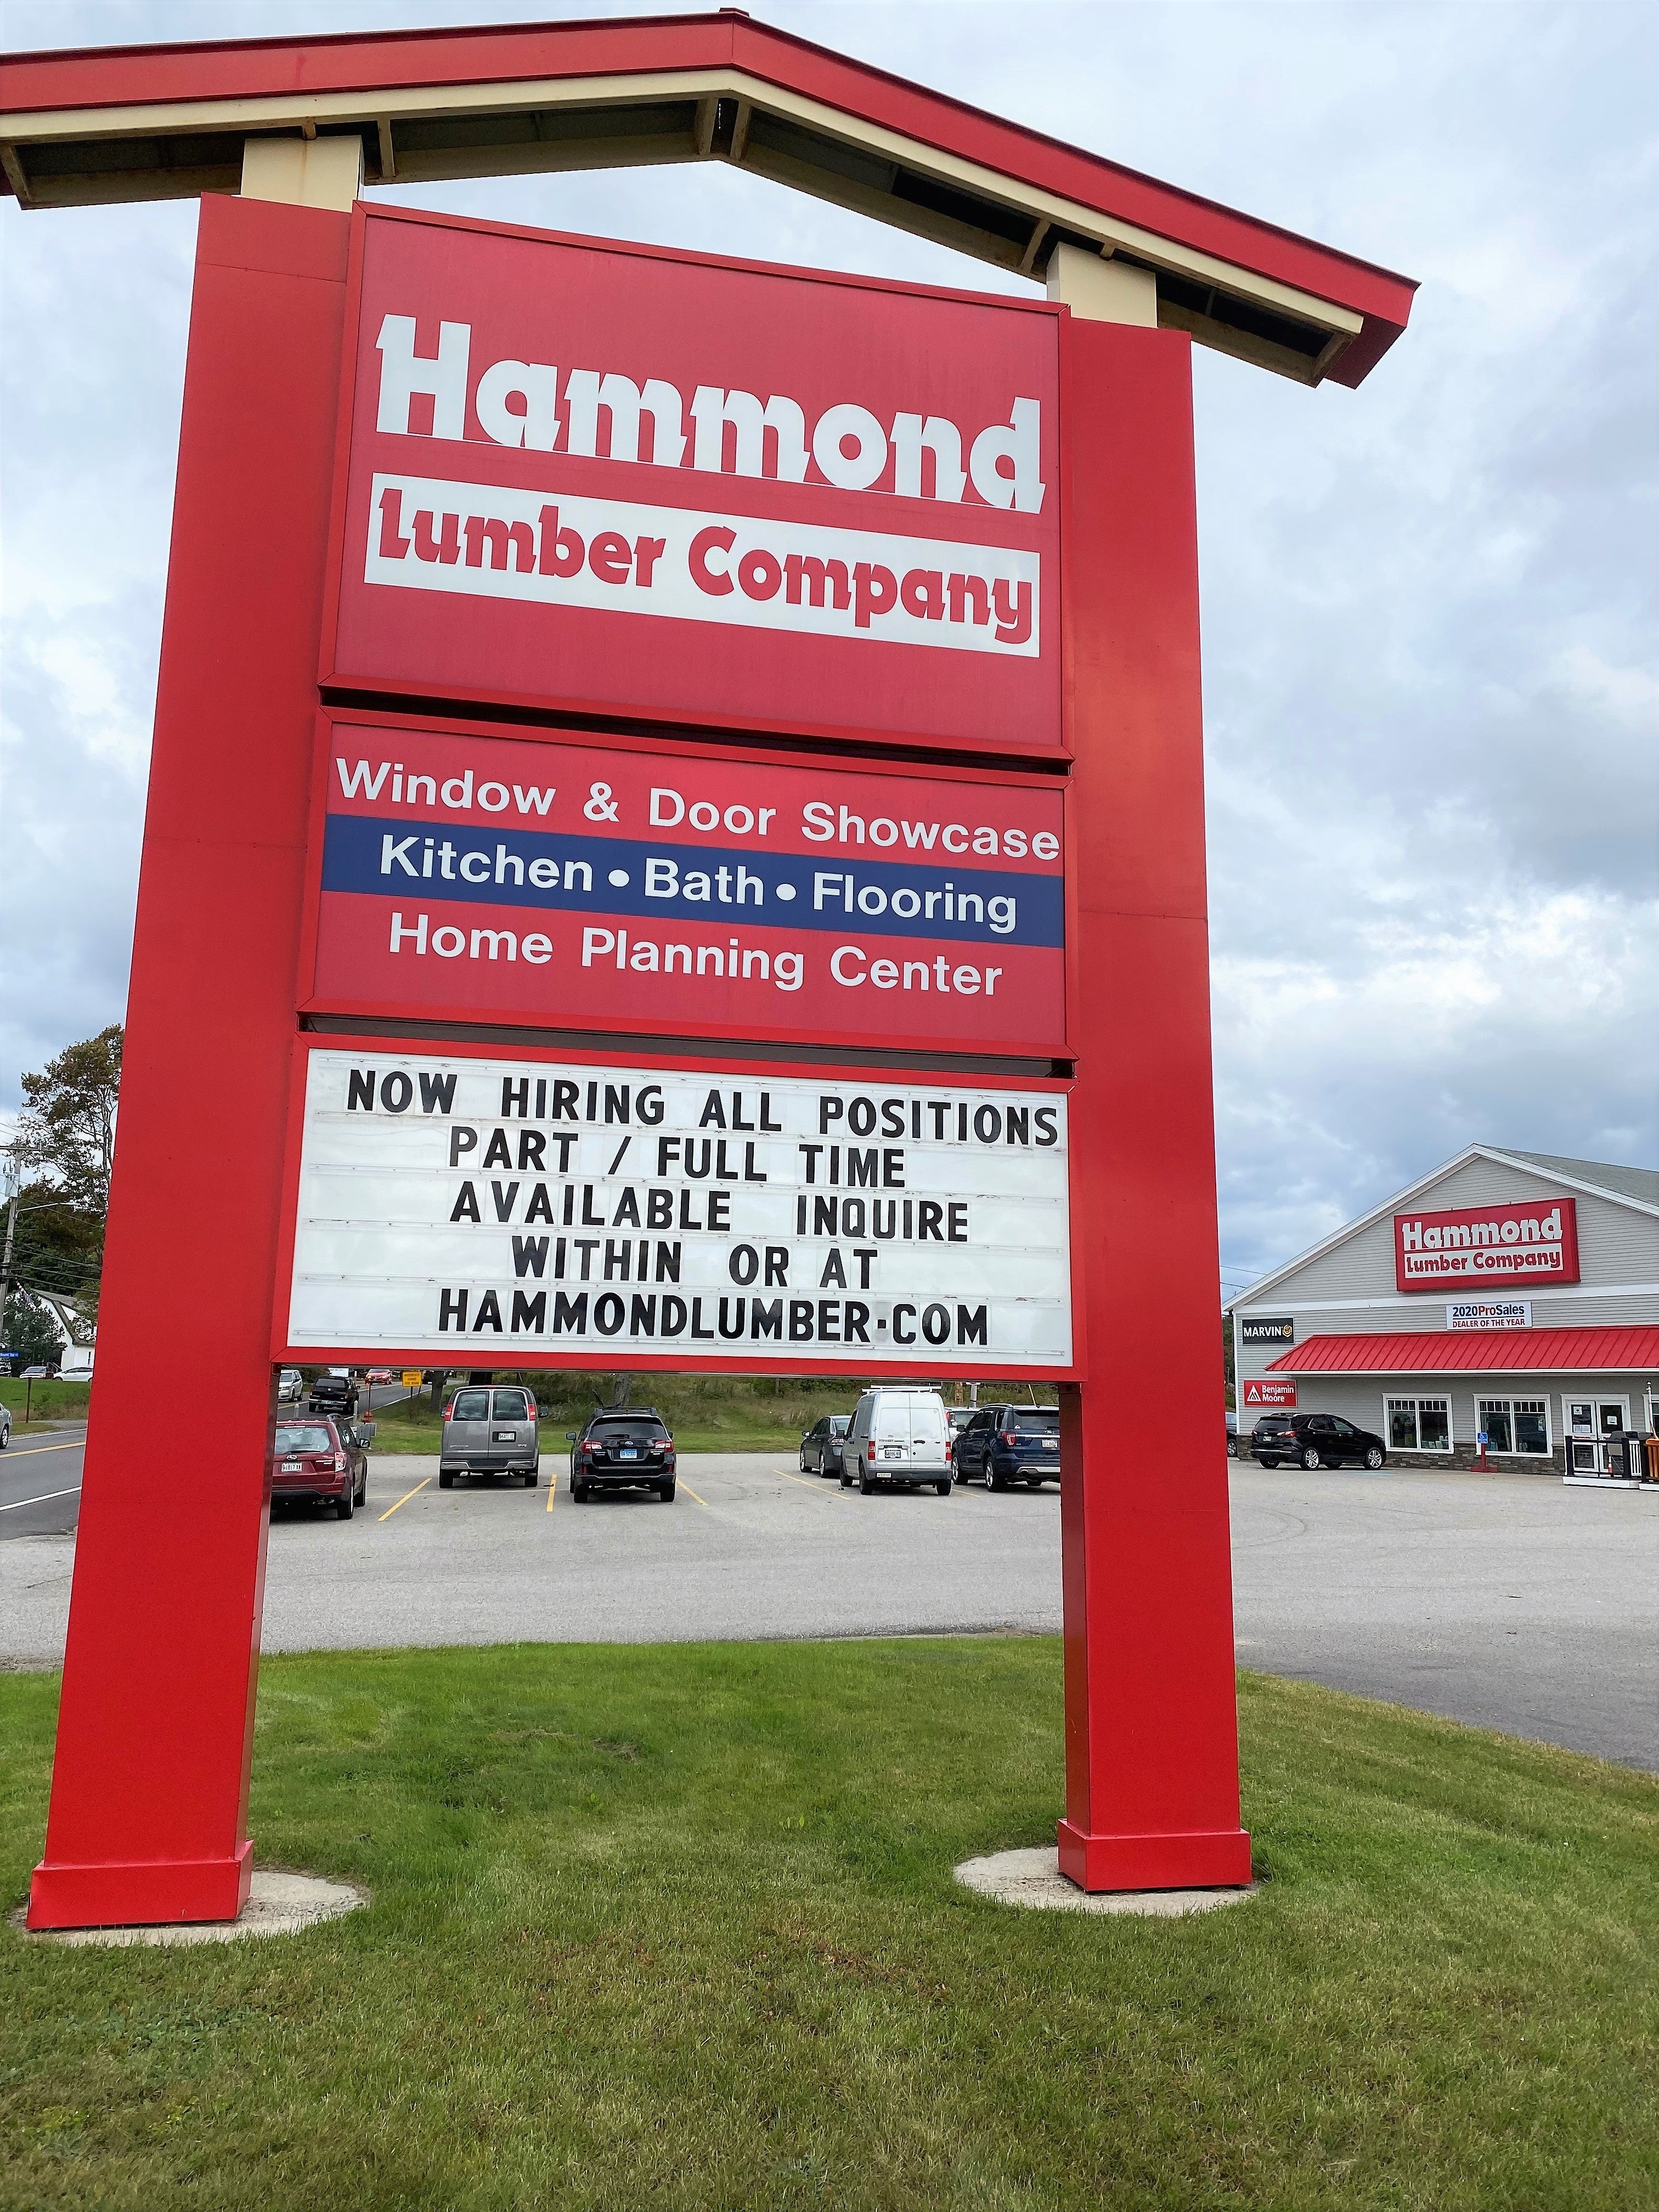 Hammond
Lumber Company
Window & Door Showcase
Kitchen • Bath • Flooring
Home Planning Center
NOW HIRING ALL POSITIONS
PART / FULL TIME
AVAILABLE INQUIRE
WITHIN OR AT
HAMMONDLUMBER.COM
Hammond
Lumber Company
2020ProSales
DEALER OF THE YEAR
MARVIN
Benjamin
Moore